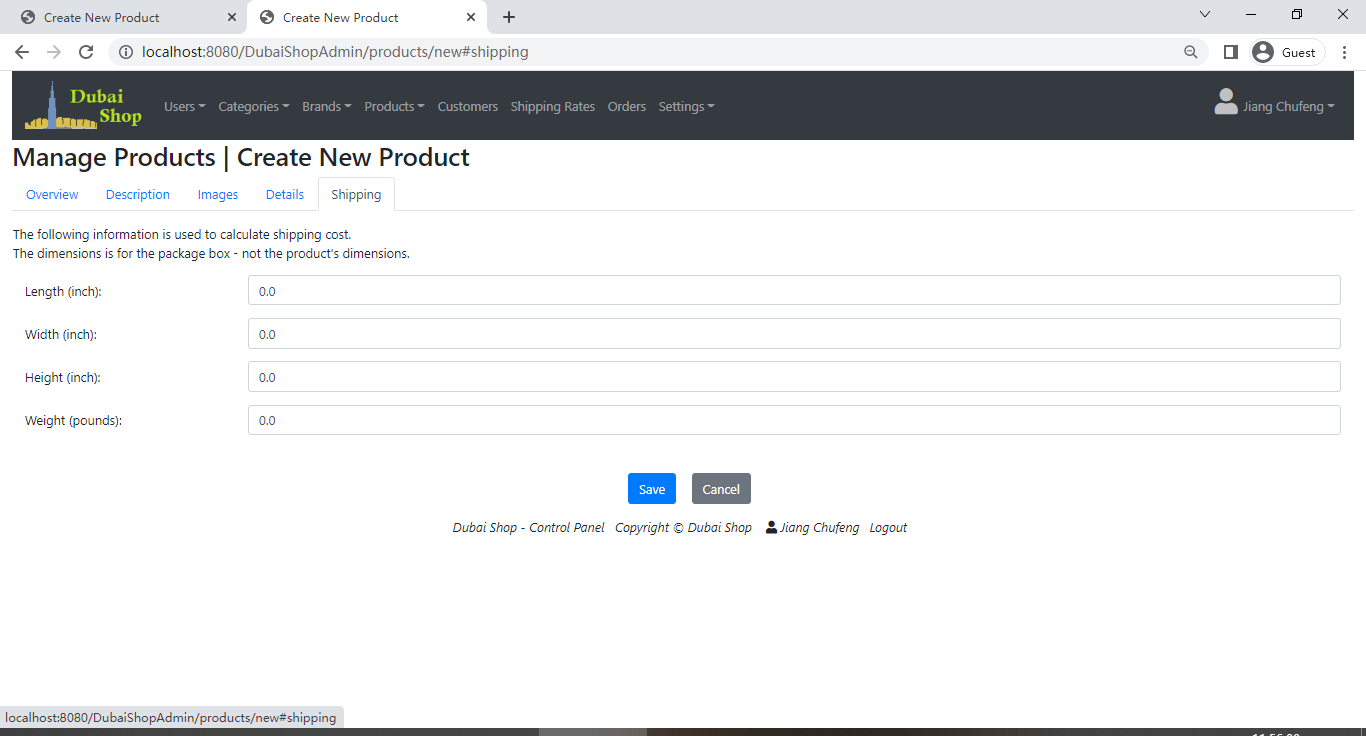 Create New Product
Create New Product
localhost:8080/DubaiShopAdmin/products/new#shipping
Guest
Dubai
Shop
Users
Categories
Brands
Products
Customers
Shipping Rates
Orders
Settings
Jiang Chufeng
Manage Products | Create New Product
Overview
Description
Images
Details
Shipping
The following information is used to calculate shipping cost.
The dimensions is for the package box - not the product's dimensions.
Length (inch):
0.0
Width (inch):
0.0
Height (inch):
0.0
Weight (pounds):
0.0
Save
Cancel
Dubai Shop - Control Panel Copyright © Dubai Shop Jiang Chufeng Logout
localhost:8080/DubaiShopAdmin/products/new#shipping